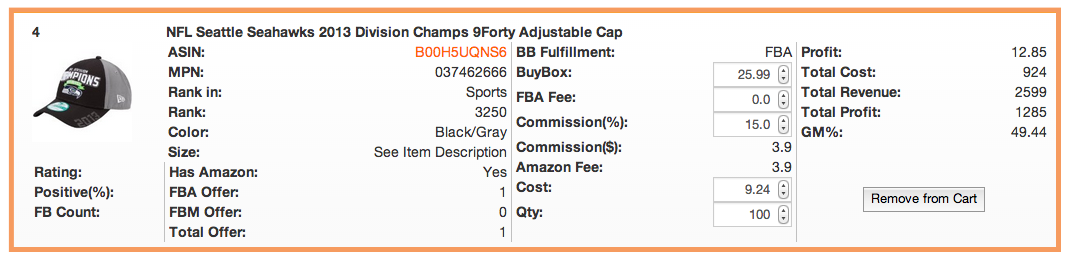 4
NFL Seattle Seahawks 2013 Division Champs 9Forty Adjustable Cap
CHAMPIONS
2013
ASIN: B00H5UQNS6
MPN: 037462666
Rank in: Sports
Rank: 3250
Color: Black/Gray
Size: See Item Description
Has Amazon: Yes
FBA Offer: 1
FBM Offer: 0
Total Offer: 1
Rating:
Positive(%):
FB Count:
BB Fulfillment: FBA
BuyBox: 25.99
FBA Fee: 0.0
Commission(%): 15.0
Commission($): 3.9
Amazon Fee: 3.9
Cost: 9.24
Qty: 100
Profit: 12.85
Total Cost: 924
Total Revenue: 2599
Total Profit: 1285
GM%: 49.44
Remove from Cart